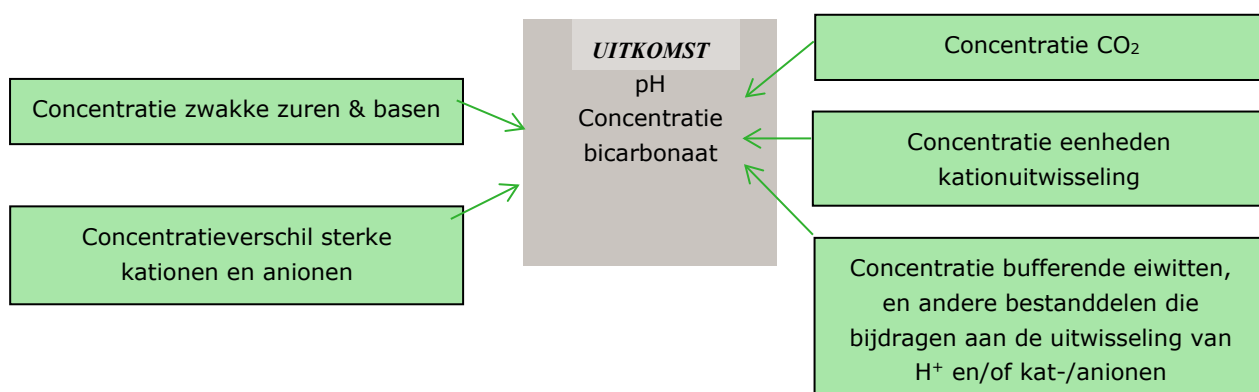 Concentratie zwakke zuren & basen
Concentratieverschil sterke
kationen en anionen
UITKOMST
pH
Concentratie
bicarbonaat
Concentratie CO₂
Concentratie eenheden
kationuitwisseling
Concentratie bufferende eiwitten,
en andere bestanddelen die
bijdragen aan de uitwisseling van
H⁺ en/of kat-/anionen